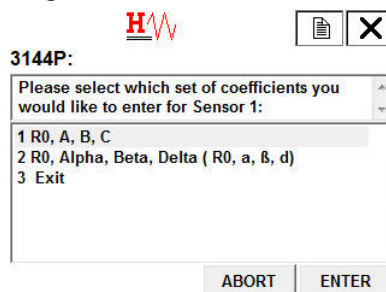 H
3144P:
Please select which set of coefficients you
would like to enter for Sensor 1:
1 R0, A, B, C
2 R0, Alpha, Beta, Delta ( R0, a, ß, d)
3 Exit
ABORT
ENTER